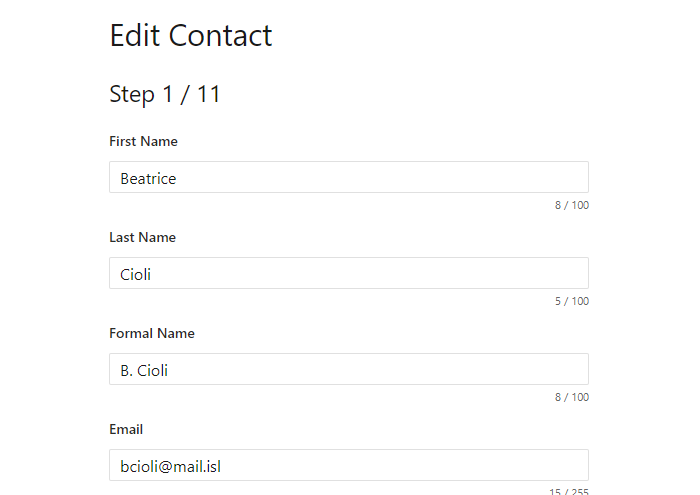 Edit Contact
Step 1 / 11
First Name
Beatrice
8 / 100
Last Name
Cioli
5 / 100
Formal Name
B. Cioli
8 / 100
Email
bcioli@mail.isl
15 / 255